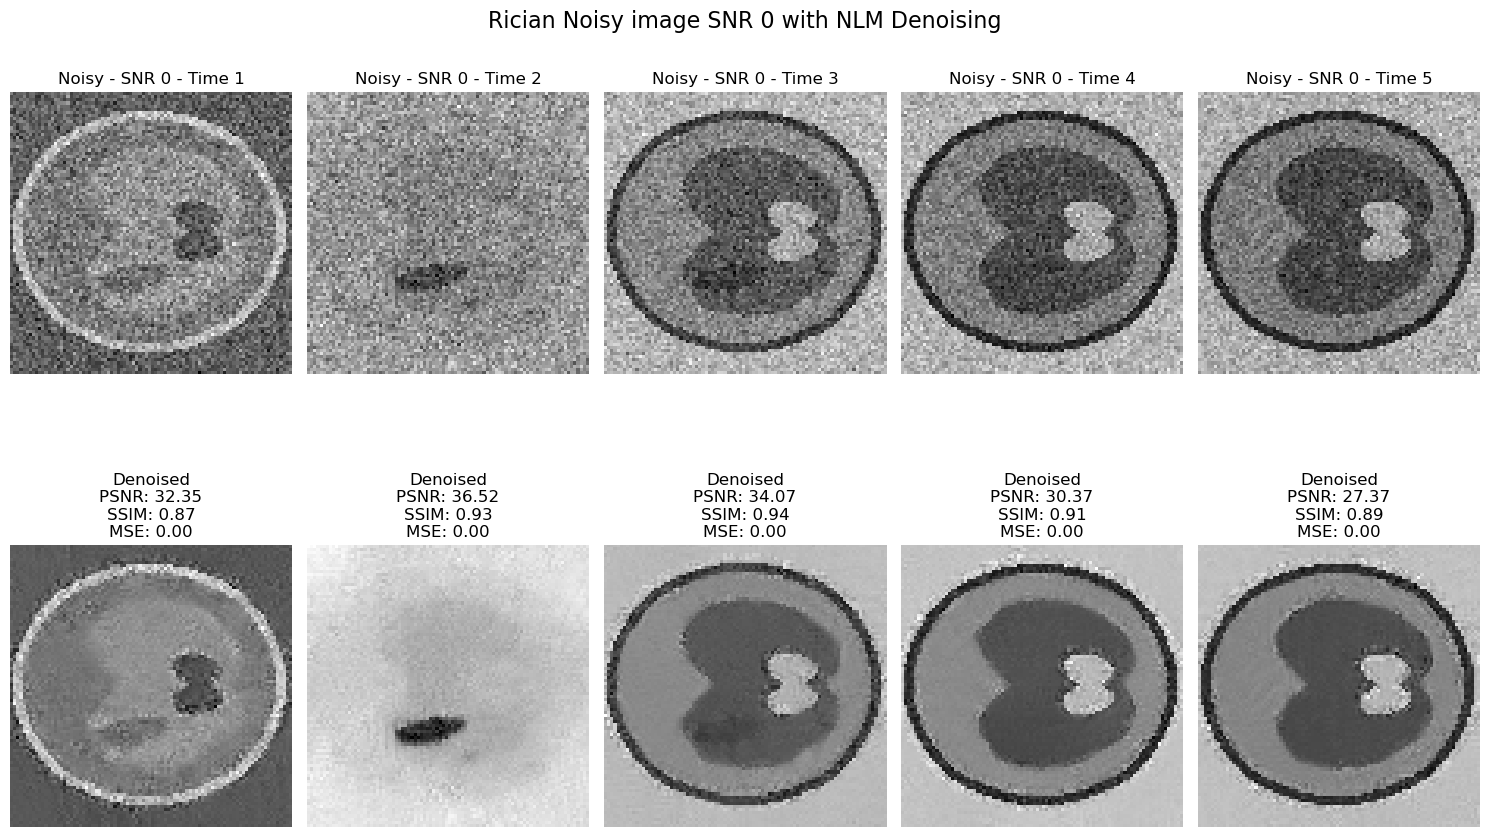 Rician Noisy image SNR 0 with NLM Denoising
Noisy - SNR 0 - Time 1
Noisy - SNR 0 - Time 2
Noisy - SNR 0 - Time 3
Noisy - SNR 0 - Time 4
Noisy - SNR 0 - Time 5
Denoised
PSNR: 32.35
SSIM: 0.87
MSE: 0.00
Denoised
PSNR: 36.52
SSIM: 0.93
MSE: 0.00
Denoised
PSNR: 34.07
SSIM: 0.94
MSE: 0.00
Denoised
PSNR: 30.37
SSIM: 0.91
MSE: 0.00
Denoised
PSNR: 27.37
SSIM: 0.89
MSE: 0.00